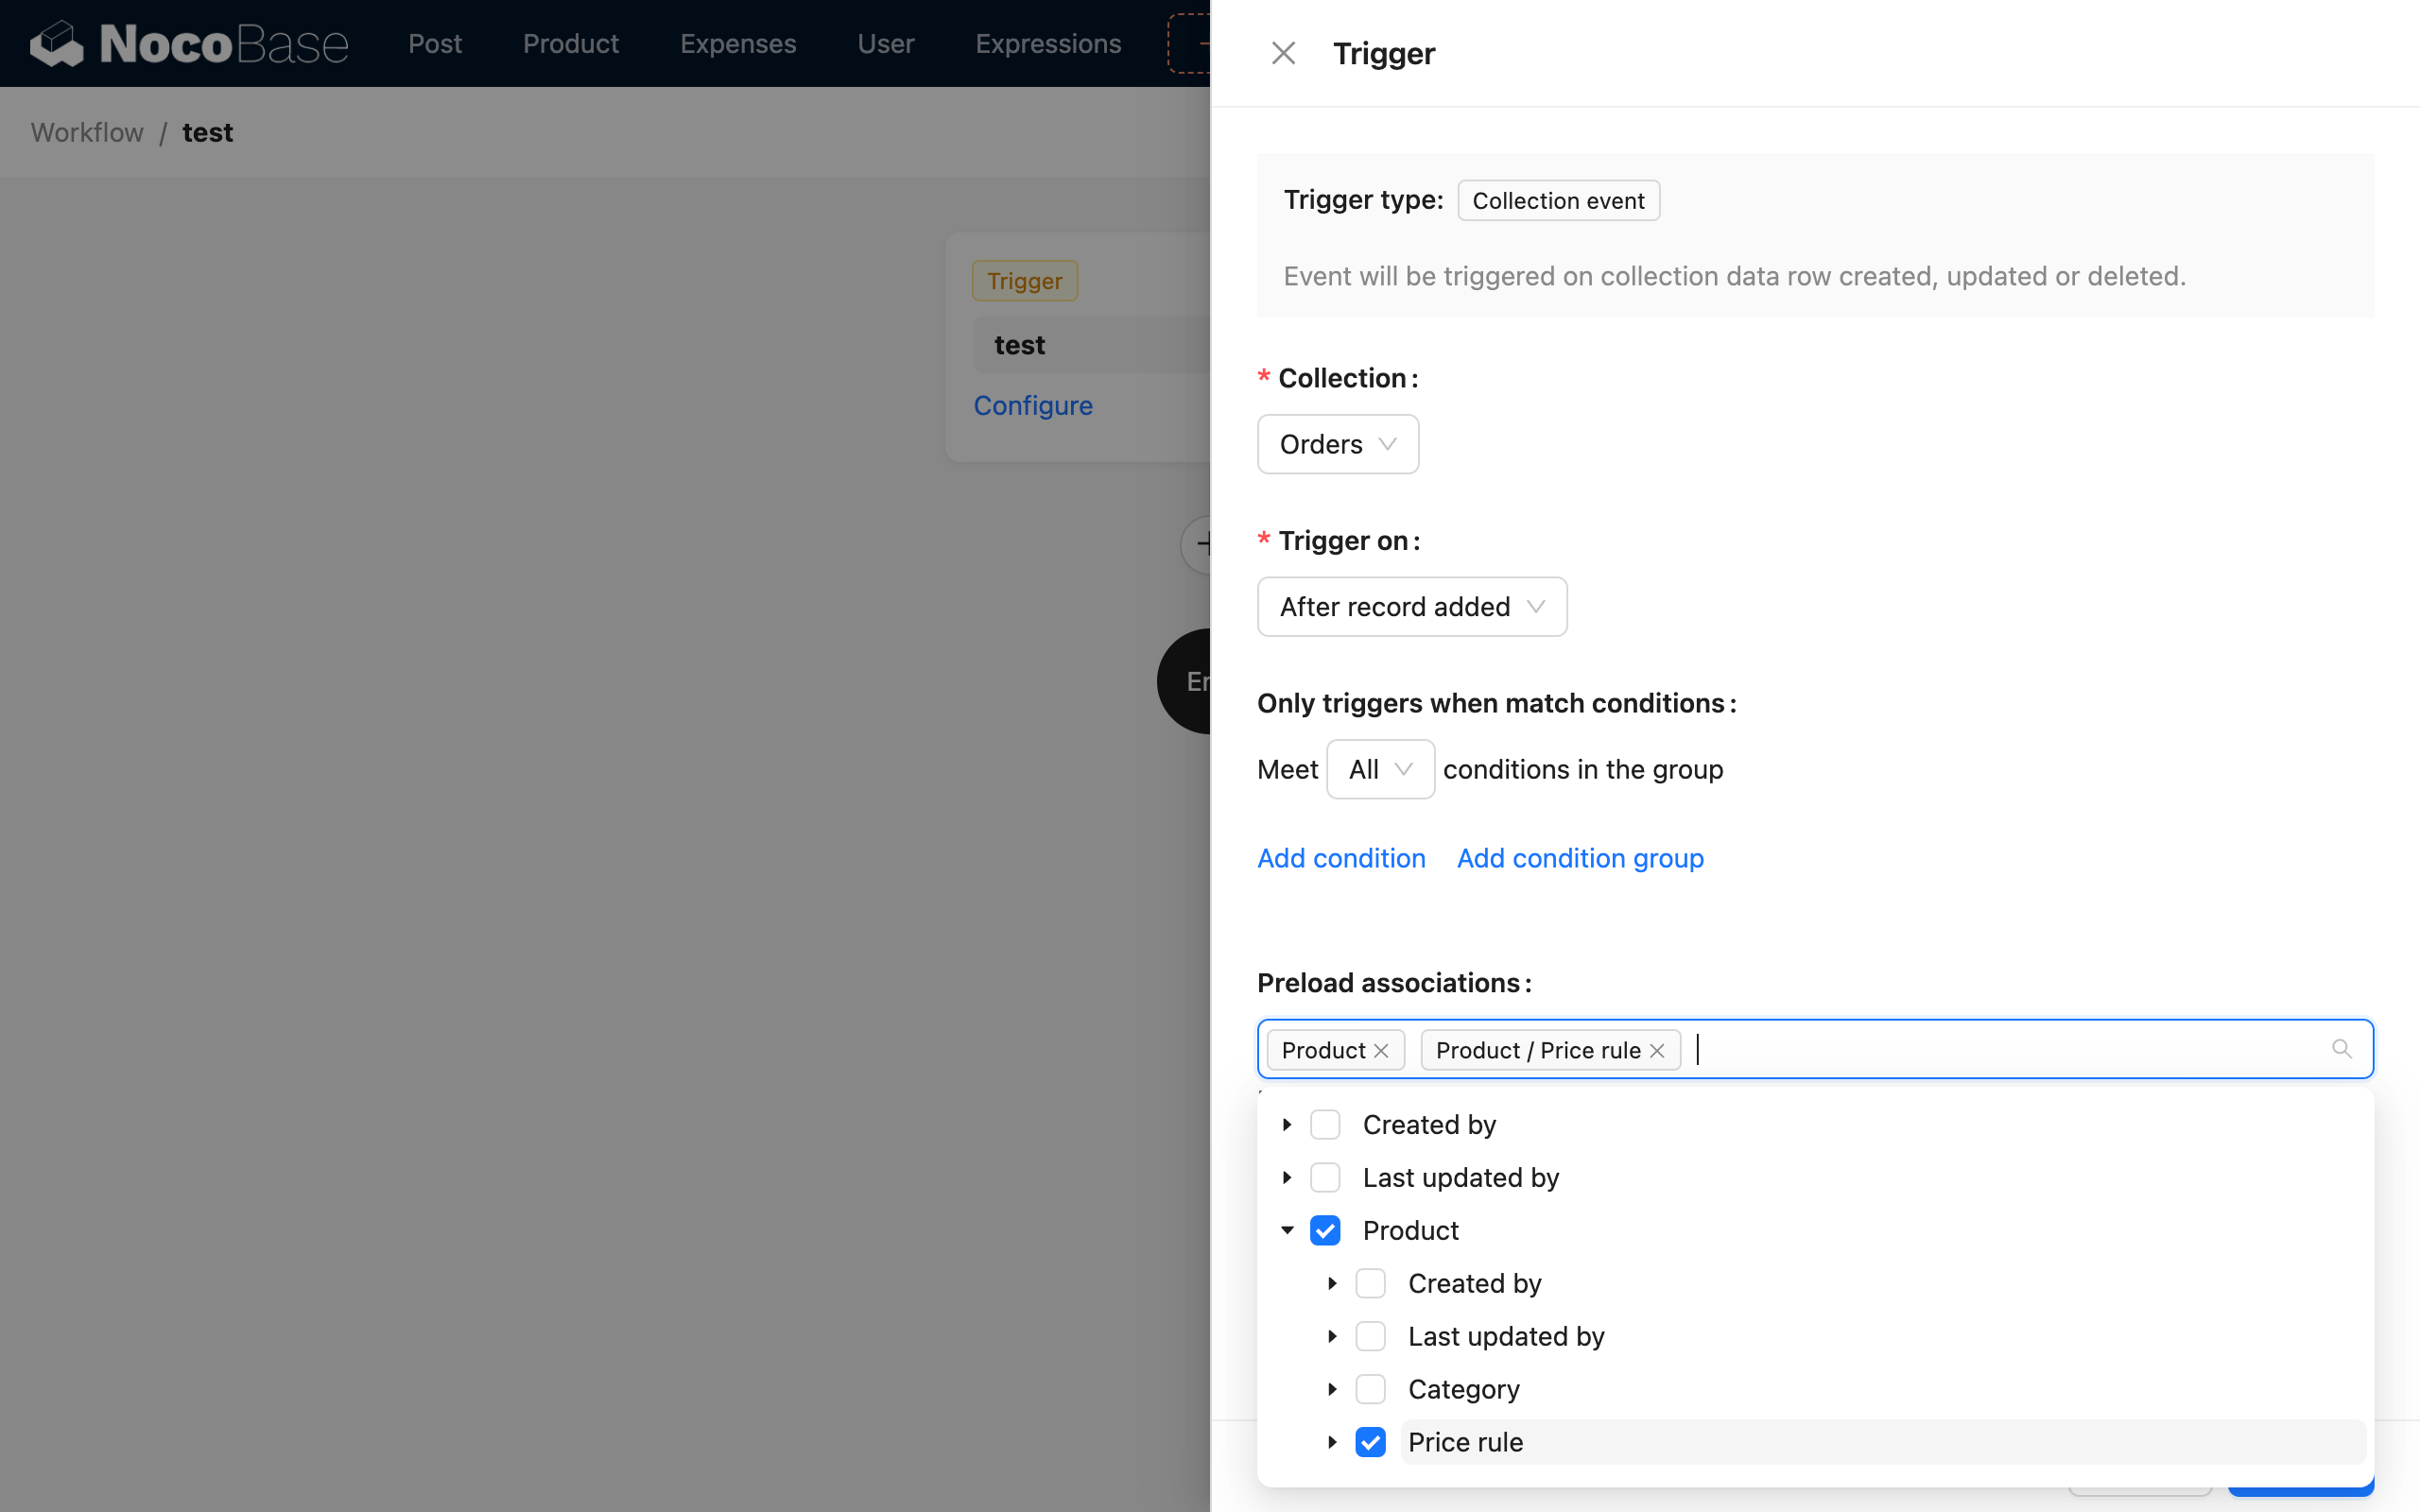 NocoBase Post Product Expenses User Expressions
Workflow / test
Trigger
test
Configure
Trigger
Trigger type: Collection event
Event will be triggered on collection data row created, updated or deleted.
* Collection:
Orders
* Trigger on:
After record added
Only triggers when match conditions:
Meet All conditions in the group
Add condition Add condition group
Preload associations:
Product Product / Price rule
Created by
Last updated by
Product
Created by
Last updated by
Category
Price rule